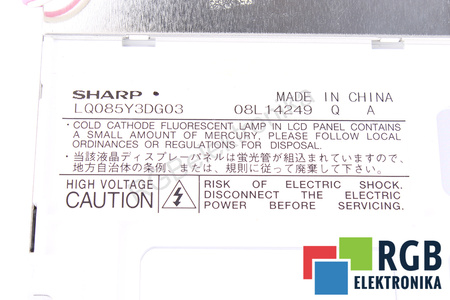 SHARP
MADE IN CHINA
LQ085Y3DG03 08L14249 Q A
• COLD CATHODE FLUORESCENT LAMP IN LCD PANEL CONTAINS
A SMALL AMOUNT OF MERCURY, PLEASE FOLLOW LOCAL
ORDINANCES OR REGULATIONS FOR DISPOSAL.
• 当該液晶ディスプレーパネルは蛍光管が組込まれていますので、
地方自治体の条例、または、規則に従って廃棄して下さい。
HIGH VOLTAGE
CAUTION
RISK OF ELECTRIC SHOCK.
DISCONNECT THE ELECTRIC
POWER BEFORE SERVICING.
RGB
ELEKTRONIKA